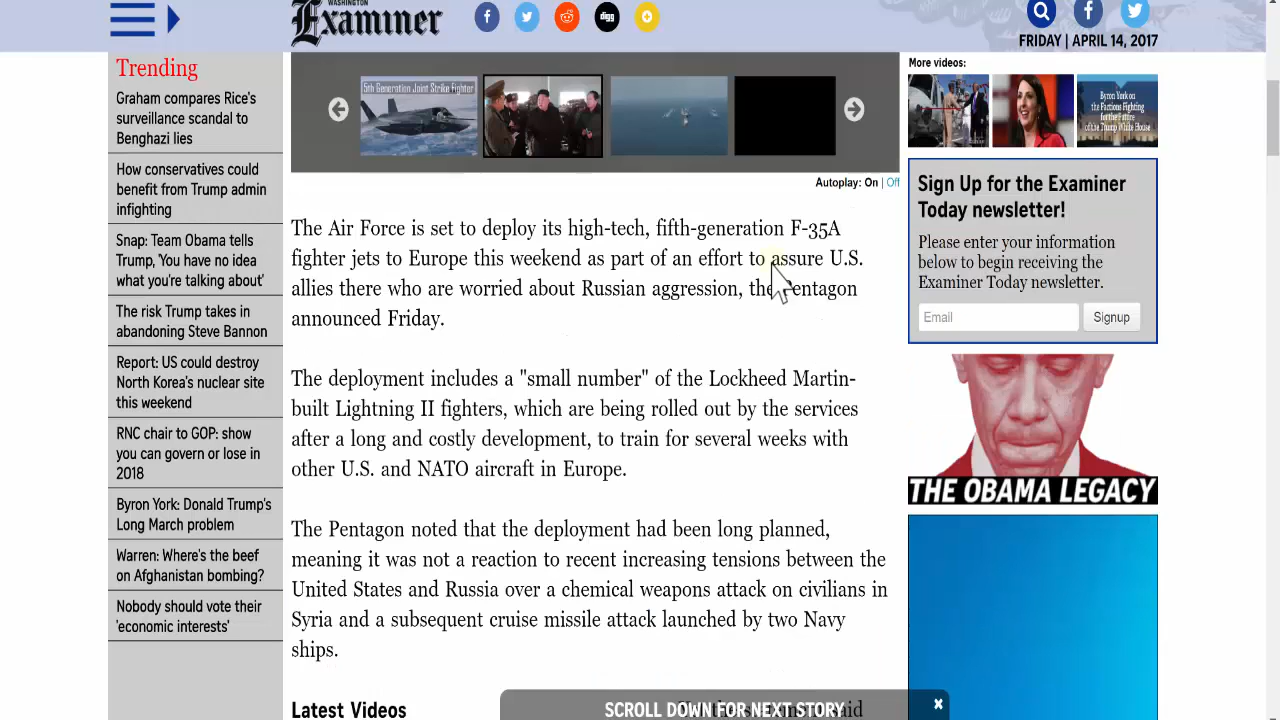 WASHINGTON
Examiner
digg
FRIDAY | APRIL 14, 2017
Trending
Graham compares Rice's
surveillance scandal to
Benghazi lies
How conservatives could
benefit from Trump admin
infighting
Snap: Team Obama tells
Trump, 'You have no idea
what you're talking about'
The risk Trump takes in
abandoning Steve Bannon
Report: US could destroy
North Korea's nuclear site
this weekend
RNC chair to GOP: show
you can govern or lose in
2018
Byron York: Donald Trump's
Long March problem
Warren: Where's the beef
on Afghanistan bombing?
Nobody should vote their
'economic interests'
5th Generation Joint Strike Fighter
Autoplay: On | Off
The Air Force is set to deploy its high-tech, fifth-generation F-35A
fighter jets to Europe this weekend as part of an effort to assure U.S.
allies there who are worried about Russian aggression, the Pentagon
announced Friday.
The deployment includes a "small number" of the Lockheed Martin-
built Lightning II fighters, which are being rolled out by the services
after a long and costly development, to train for several weeks with
other U.S. and NATO aircraft in Europe.
The Pentagon noted that the deployment had been long planned,
meaning it was not a reaction to recent increasing tensions between the
United States and Russia over a chemical weapons attack on civilians in
Syria and a subsequent cruise missile attack launched by two Navy
ships.
Latest Videos
SCROLL DOWN FOR NEXT STORY
More videos:
Byron York on
the Factious Fighting
for the Future
of the Trump White House
Sign Up for the Examiner
Today newsletter!
Please enter your information
below to begin receiving the
Examiner Today newsletter.
Email
Signup
THE OBAMA LEGACY